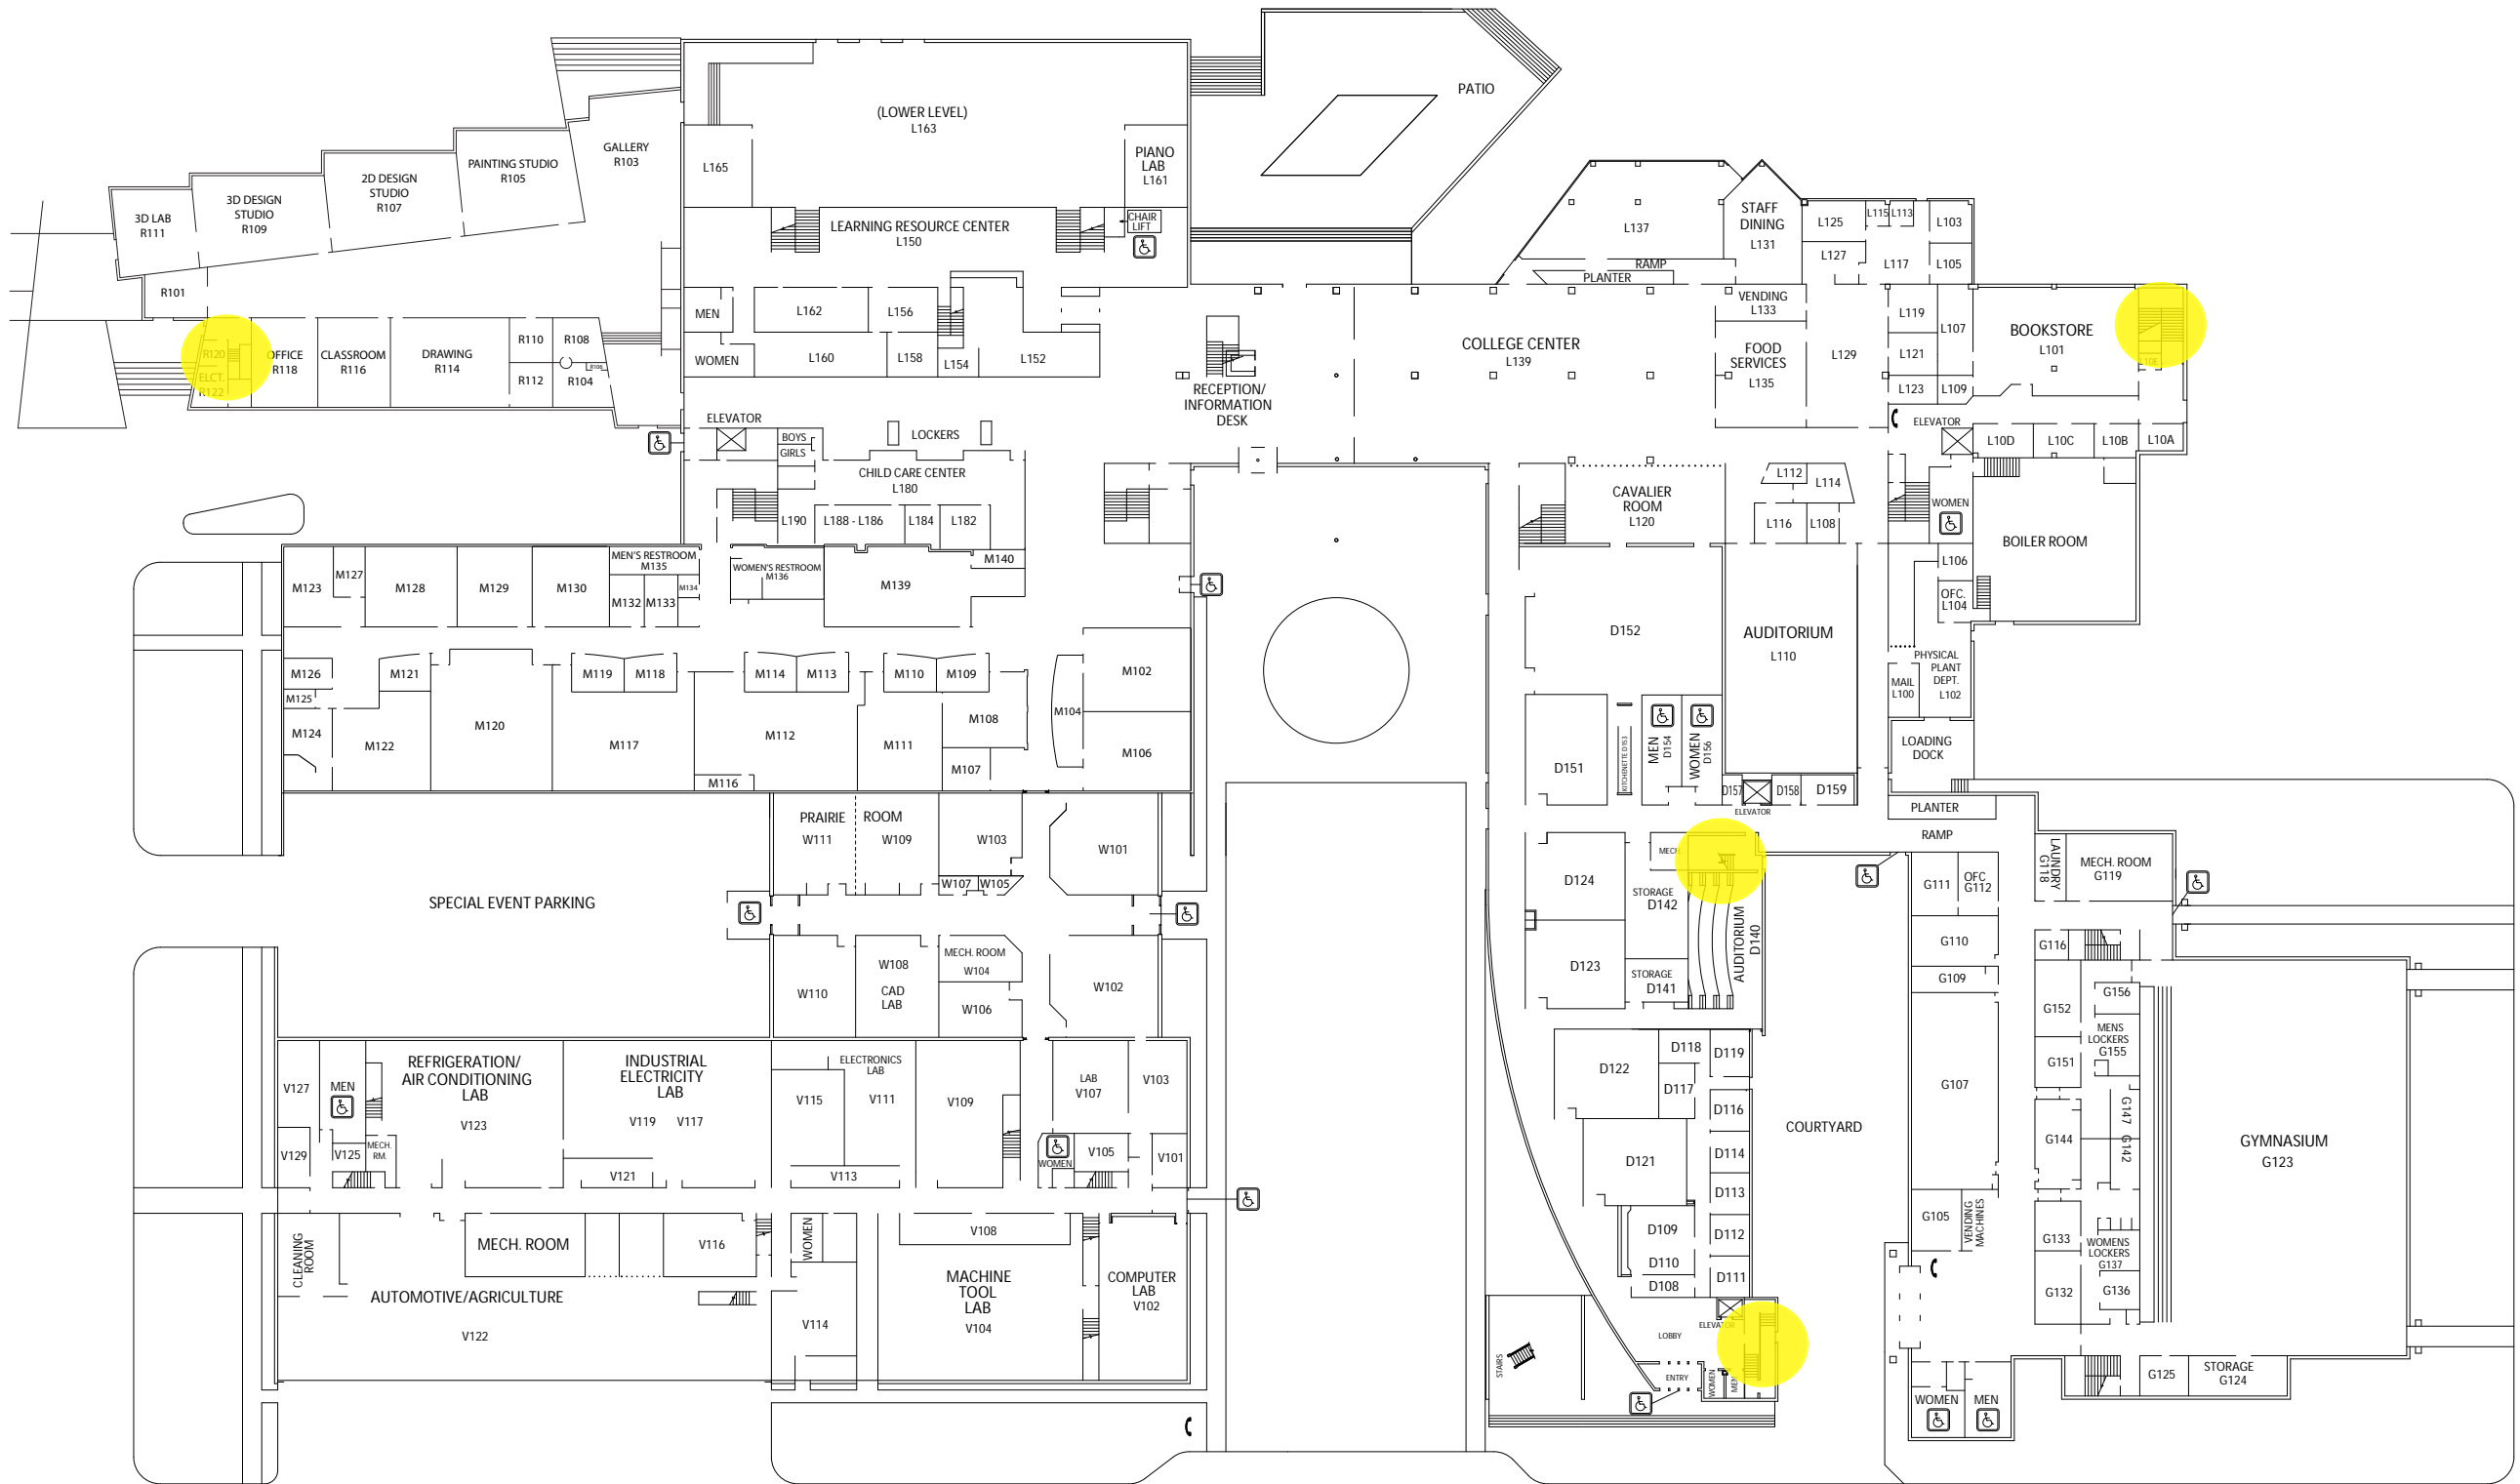 PATIO
(LOWER LEVEL)
L163
GALLERY
R103
PAINTING STUDIO
R105
2D DESIGN
STUDIO
R107
3D DESIGN
STUDIO
R109
3D LAB
R111
L165
PIANO
LAB
L161
CHAIR
LIFT
LEARNING RESOURCE CENTER
L150
L137
STAFF
DINING
L131
L125
L115
L113
L103
L127
L117
L105
RAMP
PLANTER
R101
R120
ELCT.
R122
OFFICE
R118
CLASSROOM
R116
DRAWING
R114
R110
R108
R112
R106
R104
MEN
WOMEN
L162
L156
L160
L158
L154
L152
RECEPTION/
INFORMATION
DESK
COLLEGE CENTER
L139
VENDING
L133
FOOD
SERVICES
L135
L129
L119
L107
L121
L123
L109
BOOKSTORE
L101
L10E
ELEVATOR
L10D
L10C
L10B
L10A
ELEVATOR
BOYS
GIRLS
LOCKERS
CHILD CARE CENTER
L180
L190
L188 - L186
L184
L182
CAVALIER
ROOM
L120
L112
L114
L116
L108
WOMEN
BOILER ROOM
L106
OFC.
L104
PHYSICAL
PLANT
DEPT.
L102
MAIL
L100
LOADING
DOCK
AUDITORIUM
L110
M123
M127
M128
M129
M130
MEN'S RESTROOM
M135
M132
M133
M134
WOMEN'S RESTROOM
M136
M139
M140
M126
M125
M124
M121
M122
M120
M119
M118
M117
M114
M113
M112
M116
M110
M109
M111
M108
M107
M104
M102
M106
D152
D151
KITCHENETTE D153
MEN
D154
WOMEN
D156
D157
D158
D159
ELEVATOR
PLANTER
RAMP
SPECIAL EVENT PARKING
PRAIRIE ROOM
W111
W109
W103
W107
W105
W101
W110
W108
CAD
LAB
MECH. ROOM
W104
W106
W102
D124
D123
MECH.
STORAGE
D142
STORAGE
D141
AUDITORIUM
D140
LAUNDRY
G118
MECH. ROOM
G119
G111
OFC
G112
G110
G109
G116
G107
G152
G156
MENS
LOCKERS
G155
G151
G147
G142
G144
GYMNASIUM
G123
COURTYARD
D122
D118
D119
D117
D116
D121
D114
D113
D109
D112
D110
D108
D111
ELEVATOR
LOBBY
ENTRY
WOMEN
MEN
STAIRS
G105
VENDING
MACHINES
G133
WOMENS
LOCKERS
G137
G132
G136
G125
STORAGE
G124
WOMEN
MEN
V127
MEN
V129
V125
MECH.
RM.
REFRIGERATION/
AIR CONDITIONING
LAB
V123
INDUSTRIAL
ELECTRICITY
LAB
V119
V117
V121
V115
ELECTRONICS
LAB
V111
V113
V109
LAB
V107
V103
WOMEN
V105
V101
CLEANING
ROOM
MECH. ROOM
V116
WOMEN
V108
AUTOMOTIVE/AGRICULTURE
V122
V114
MACHINE
TOOL
LAB
V104
COMPUTER
LAB
V102